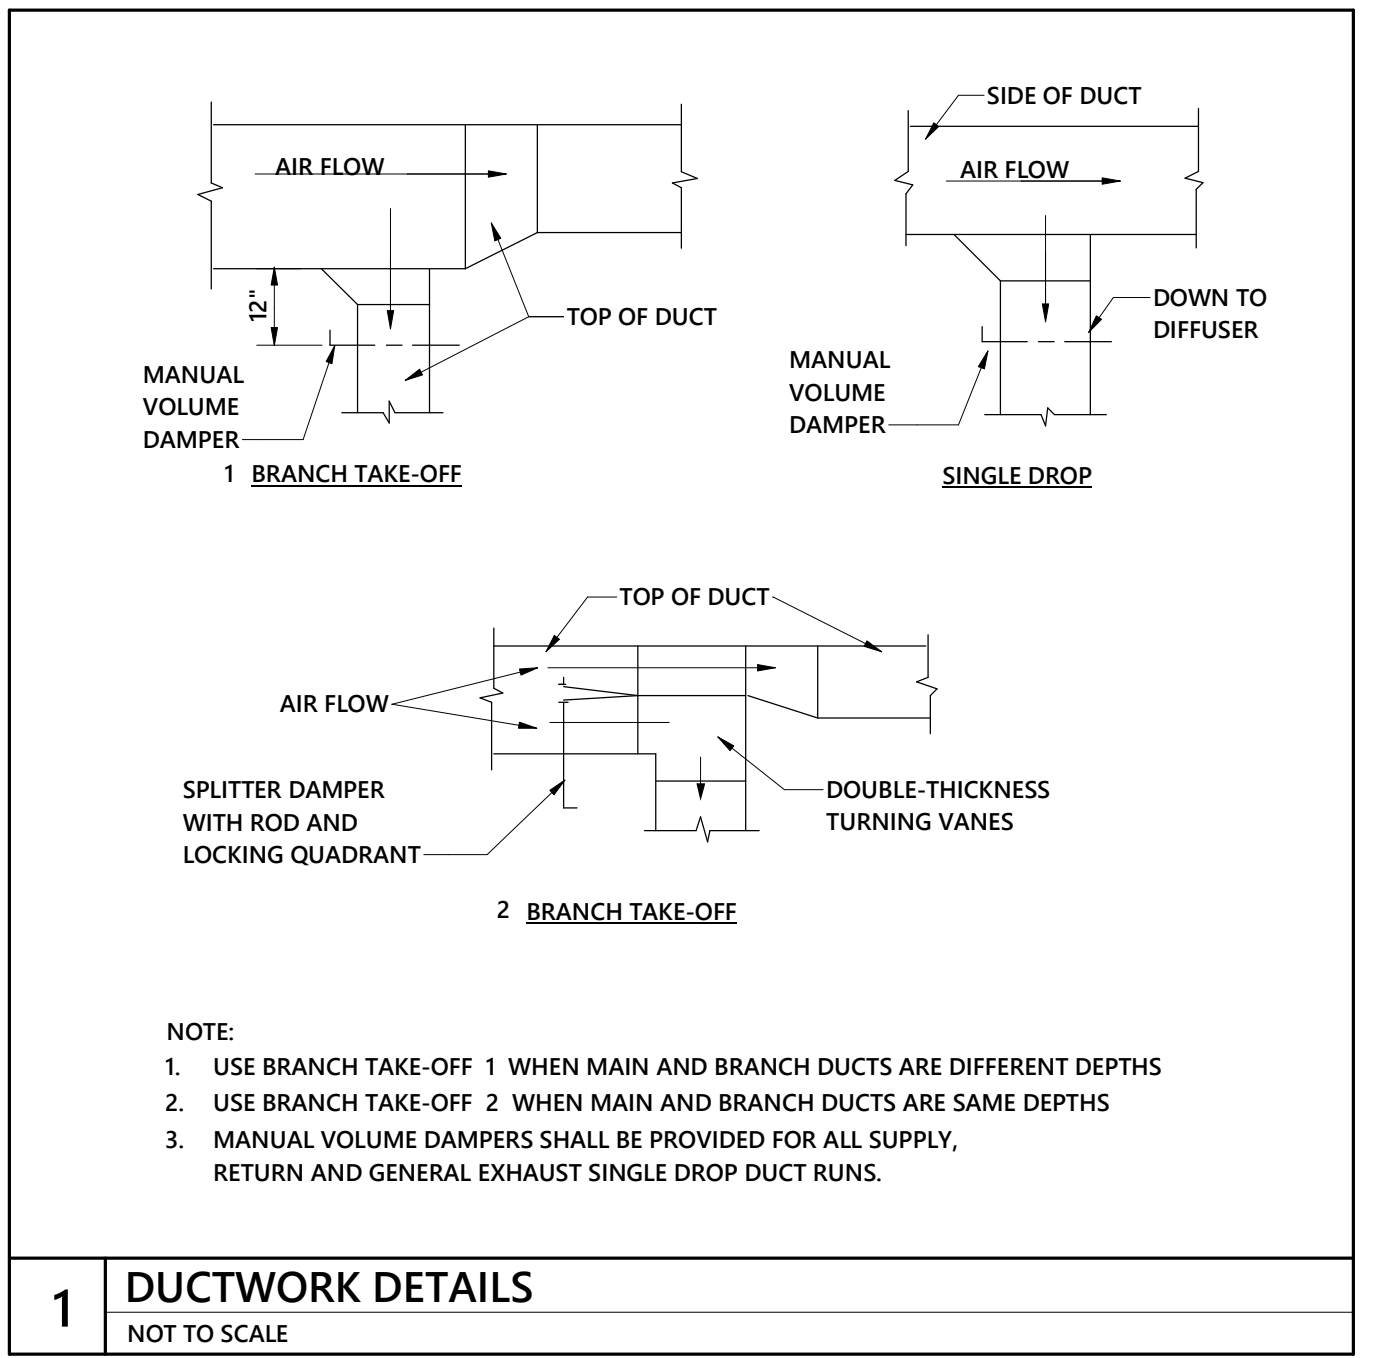 SIDE OF DUCT
AIR FLOW
AIR FLOW
12"
TOP OF DUCT
DOWN TO
DIFFUSER
MANUAL
VOLUME
DAMPER
MANUAL
VOLUME
DAMPER
1 BRANCH TAKE-OFF
SINGLE DROP
TOP OF DUCT
AIR FLOW
SPLITTER DAMPER
WITH ROD AND
LOCKING QUADRANT
DOUBLE-THICKNESS
TURNING VANES
2 BRANCH TAKE-OFF
NOTE:
1. USE BRANCH TAKE-OFF 1 WHEN MAIN AND BRANCH DUCTS ARE DIFFERENT DEPTHS
2. USE BRANCH TAKE-OFF 2 WHEN MAIN AND BRANCH DUCTS ARE SAME DEPTHS
3. MANUAL VOLUME DAMPERS SHALL BE PROVIDED FOR ALL SUPPLY,
RETURN AND GENERAL EXHAUST SINGLE DROP DUCT RUNS.
1
DUCTWORK DETAILS
NOT TO SCALE